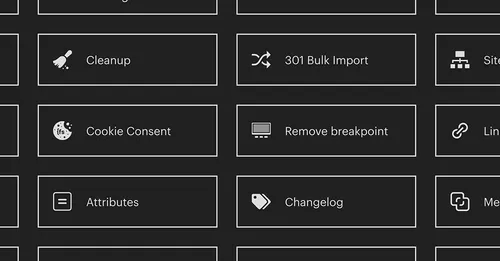 Cleanup
301 Bulk Import
Cookie Consent
Remove breakpoint
Attributes
Changelog